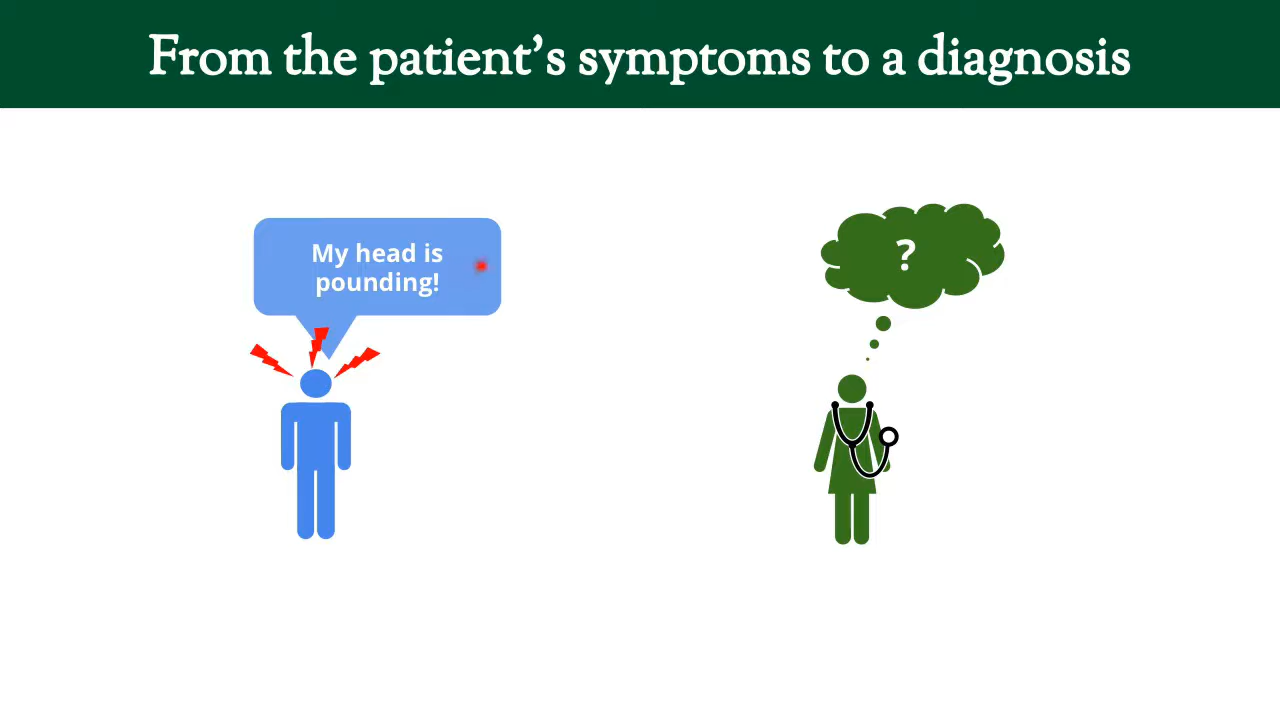 From the patient’s symptoms to a diagnosis
My head is
pounding!
?